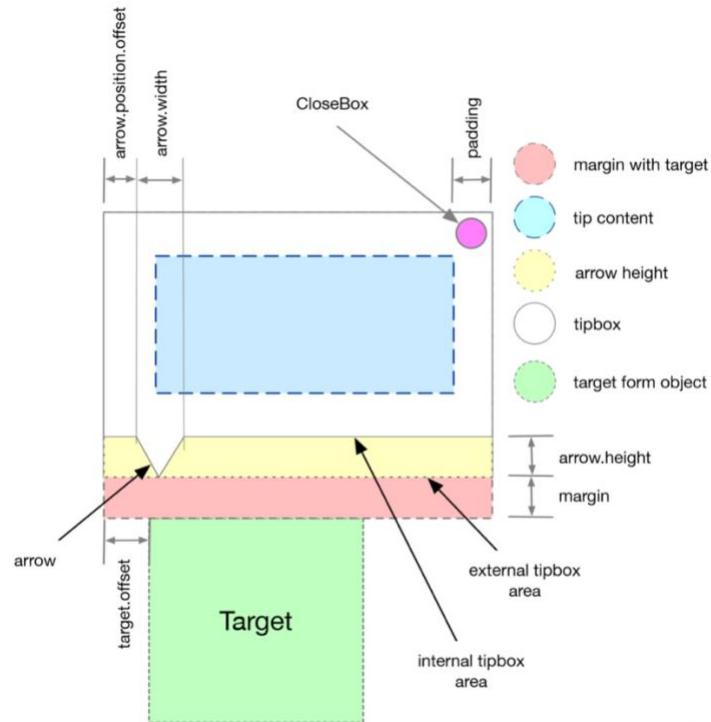 arrow.position.offset
arrow.width
CloseBox
padding
margin with target
tip content
arrow height
tipbox
target form object
arrow.height
margin
arrow
target.offset
Target
external tipbox
area
internal tipbox
area